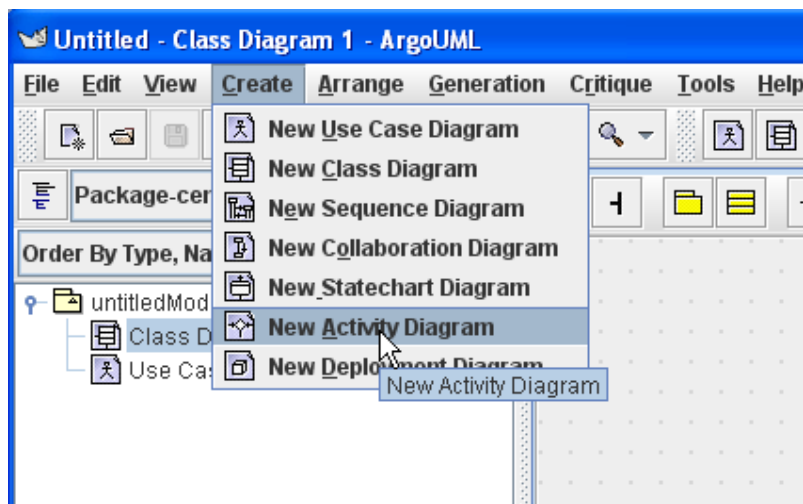 Untitled - Class Diagram 1 - ArgoUML
File Edit View Create Arrange Generation Critique Tools Help
New Use Case Diagram
New Class Diagram
New Sequence Diagram
New Collaboration Diagram
New Statechart Diagram
New Activity Diagram
New Deployment Diagram
New Activity Diagram
Package-cen
Order By Type, Na
untitledMod
Class D
Use Cas